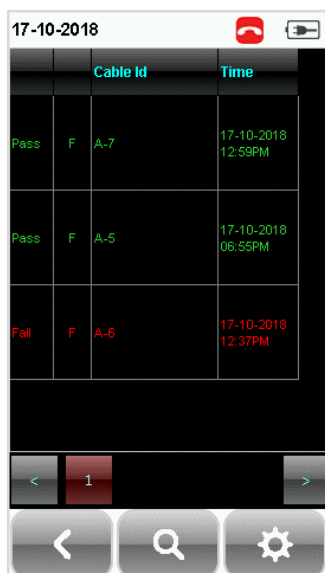 17-10-2018
Cable Id Time
Pass F A-7 17-10-2018
12:59PM
Pass F A-5 17-10-2018
06:55PM
Fail F A-6 17-10-2018
12:37PM
< 1 >